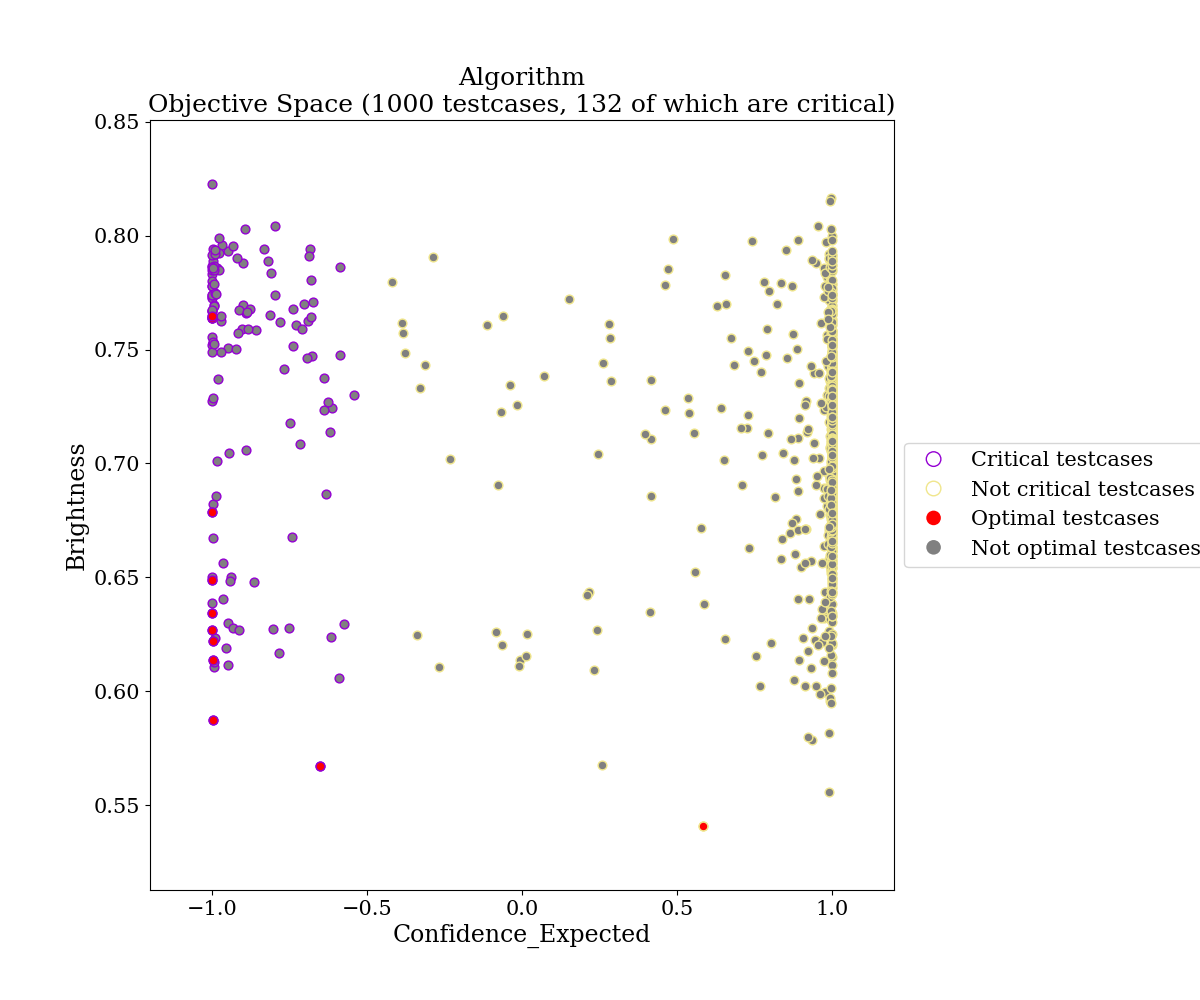 Algorithm
Objective Space (1000 testcases, 132 of which are critical)
0.85
0.80
0.75
0.70
0.65
0.60
0.55
Brightness
−1.0
−0.5
0.0
0.5
1.0
Confidence_Expected
Critical testcases
Not critical testcases
Optimal testcases
Not optimal testcases